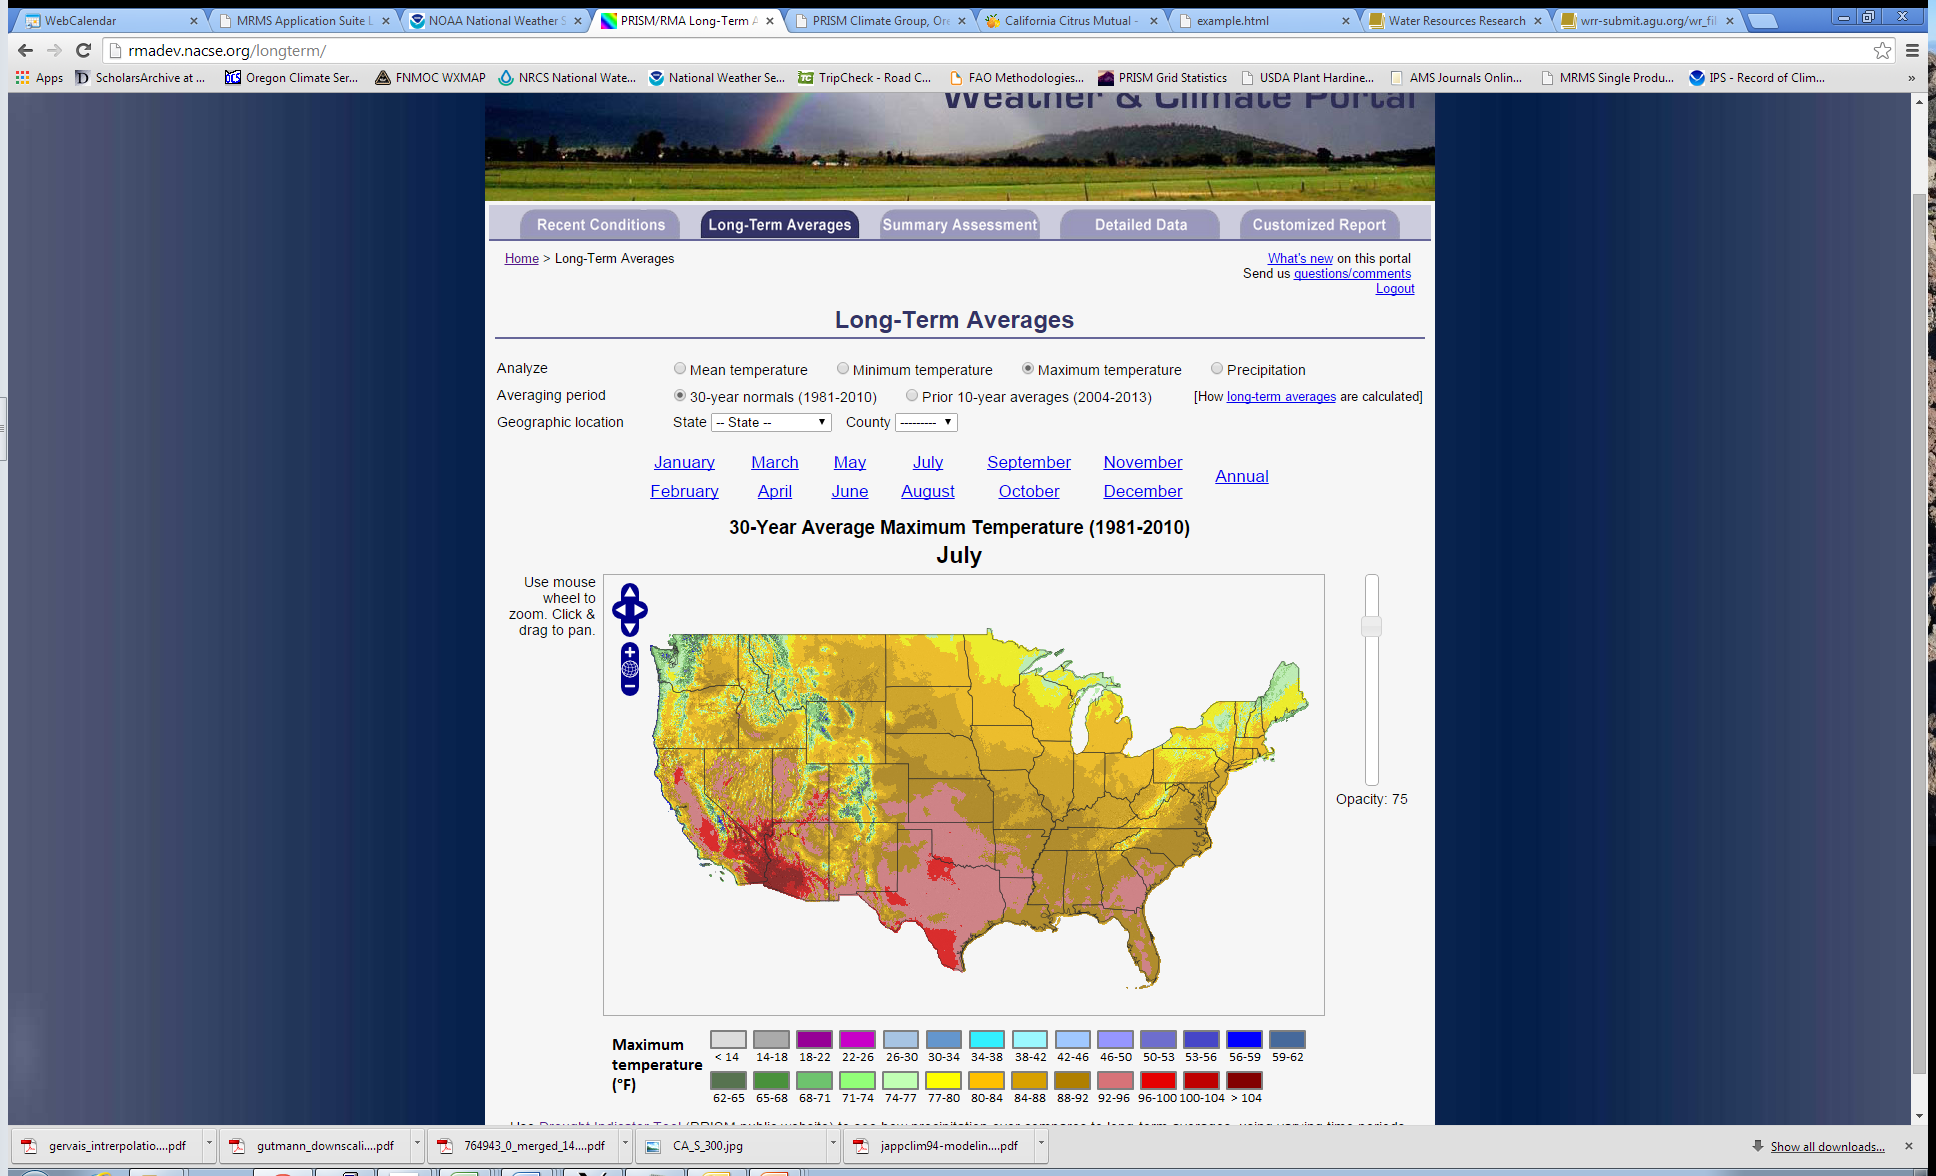 WebCalendar
MRMS Application Suite L
NOAA National Weather S
PRISM/RMA Long-Term A
PRISM Climate Group, Ore
California Citrus Mutual -
example.html
Water Resources Research
wrr-submit.agu.org/wr_fil
rmadev.nacse.org/longterm/
Apps
ScholarsArchive at ...
Oregon Climate Ser...
FNMOC WXMAP
NRCS National Wate...
National Weather Se...
TripCheck - Road C...
FAO Methodologies...
PRISM Grid Statistics
USDA Plant Hardine...
AMS Journals Onlin...
MRMS Single Produ...
IPS - Record of Clim...
»
Weather & Climate Portal
Recent Conditions
Long-Term Averages
Summary Assessment
Detailed Data
Customized Report
Home > Long-Term Averages
What's new on this portal
Send us questions/comments
Logout
Long-Term Averages
Analyze Mean temperature Minimum temperature Maximum temperature Precipitation
Averaging period 30-year normals (1981-2010) Prior 10-year averages (2004-2013) [How long-term averages are calculated]
Geographic location State -- State -- County ---------
January March May July September November
Annual
February April June August October December
30-Year Average Maximum Temperature (1981-2010)
July
Use mouse
wheel to
zoom. Click &
drag to pan.
Opacity: 75
Maximum
temperature
(°F)
< 14 14-18 18-22 22-26 26-30 30-34 34-38 38-42 42-46 46-50 50-53 53-56 56-59 59-62
62-65 65-68 68-71 71-74 74-77 77-80 80-84 84-88 88-92 92-96 96-100 100-104 > 104
gervais_intrerpolatio....pdf
gutmann_downscali....pdf
764943_0_merged_14....pdf
CA_S_300.jpg
jappclim94-modelin....pdf
Show all downloads...